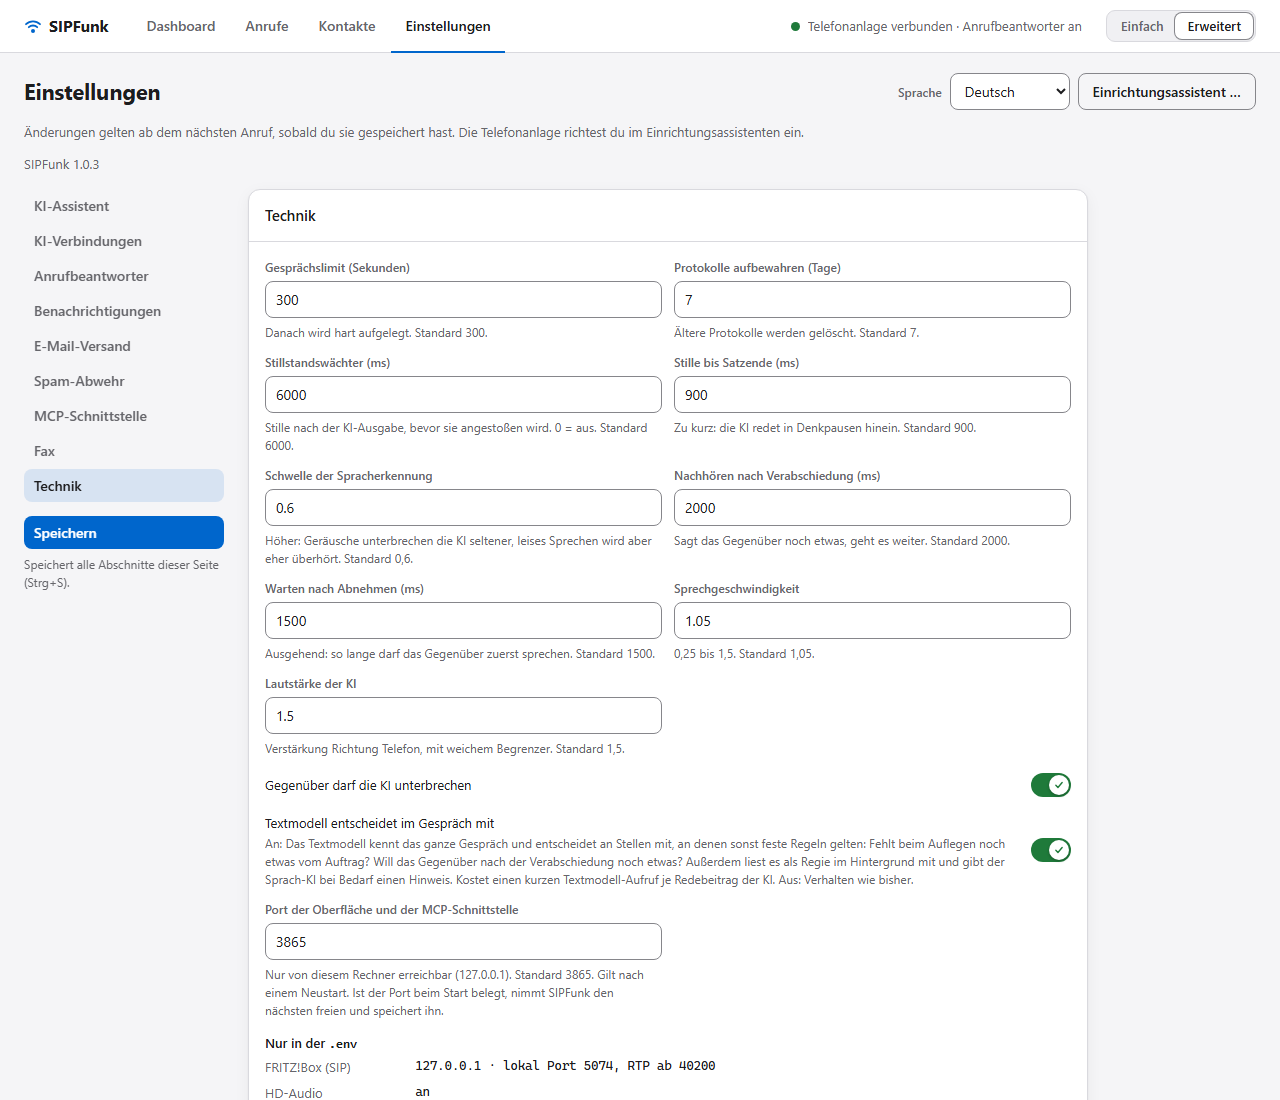 SIPFunk
Dashboard
Anrufe
Kontakte
Einstellungen
Telefonanlage verbunden · Anrufbeantworter an
Einfach
Erweitert
Einstellungen
Sprache
Deutsch
Einrichtungsassistent ...
Änderungen gelten ab dem nächsten Anruf, sobald du sie gespeichert hast. Die Telefonanlage richtest du im Einrichtungsassistenten ein.
SIPFunk 1.0.3
KI-Assistent
KI-Verbindungen
Anrufbeantworter
Benachrichtigungen
E-Mail-Versand
Spam-Abwehr
MCP-Schnittstelle
Fax
Technik
Speichern
Speichert alle Abschnitte dieser Seite
(Strg+S).
Technik
Gesprächslimit (Sekunden)
300
Danach wird hart aufgelegt. Standard 300.
Protokolle aufbewahren (Tage)
7
Ältere Protokolle werden gelöscht. Standard 7.
Stillstandswächter (ms)
6000
Stille nach der KI-Ausgabe, bevor sie angestoßen wird. 0 = aus. Standard
6000.
Stille bis Satzende (ms)
900
Zu kurz: die KI redet in Denkpausen hinein. Standard 900.
Schwelle der Spracherkennung
0.6
Höher: Geräusche unterbrechen die KI seltener, leises Sprechen wird aber
eher überhört. Standard 0,6.
Nachhören nach Verabschiedung (ms)
2000
Sagt das Gegenüber noch etwas, geht es weiter. Standard 2000.
Warten nach Abnehmen (ms)
1500
Ausgehend: so lange darf das Gegenüber zuerst sprechen. Standard 1500.
Sprechgeschwindigkeit
1.05
0,25 bis 1,5. Standard 1,05.
Lautstärke der KI
1.5
Verstärkung Richtung Telefon, mit weichem Begrenzer. Standard 1,5.
Gegenüber darf die KI unterbrechen
Textmodell entscheidet im Gespräch mit
An: Das Textmodell kennt das ganze Gespräch und entscheidet an Stellen mit, an denen sonst feste Regeln gelten: Fehlt beim Auflegen noch
etwas vom Auftrag? Will das Gegenüber nach der Verabschiedung noch etwas? Außerdem liest es als Regie im Hintergrund mit und gibt der
Sprach-KI bei Bedarf einen Hinweis. Kostet einen kurzen Textmodell-Aufruf je Redebeitrag der KI. Aus: Verhalten wie bisher.
Port der Oberfläche und der MCP-Schnittstelle
3865
Nur von diesem Rechner erreichbar (127.0.0.1). Standard 3865. Gilt nach
einem Neustart. Ist der Port beim Start belegt, nimmt SIPFunk den
nächsten freien und speichert ihn.
Nur in der .env
FRITZ!Box (SIP)
127.0.0.1 · lokal Port 5074, RTP ab 40200
HD-Audio
an